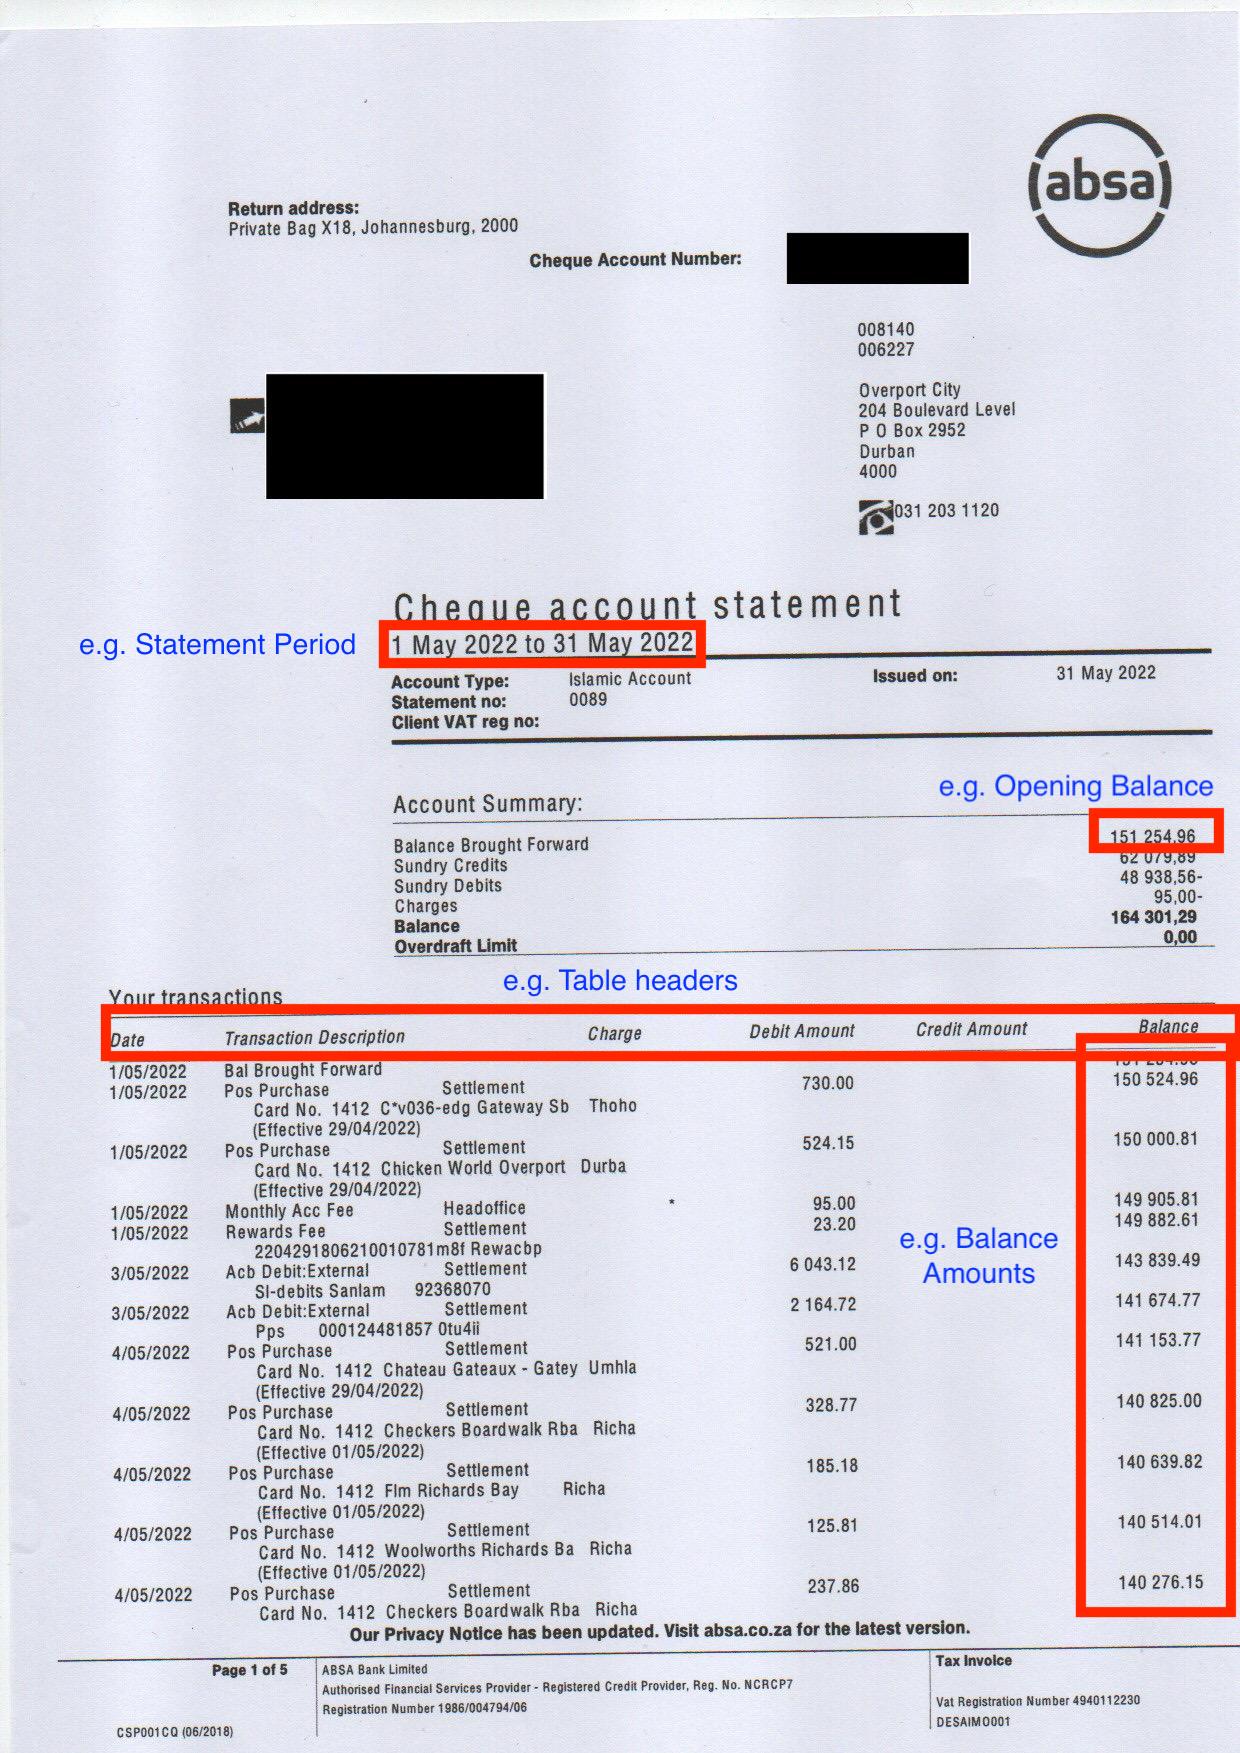 absa
Return address:
Private Bag X18, Johannesburg, 2000
Cheque Account Number:
008140
006227
Overport City
204 Boulevard Level
P O Box 2952
Durban
4000
031 203 1120
Cheque account statement
e.g. Statement Period
1 May 2022 to 31 May 2022
Account Type: Islamic Account Issued on: 31 May 2022
Statement no: 0089
Client VAT reg no:
e.g. Opening Balance
Account Summary:
Balance Brought Forward 151 254,96
Sundry Credits 62 079,89
Sundry Debits 48 938,56-
Charges 95,00-
Balance 164 301,29
Overdraft Limit 0,00
e.g. Table headers
Your transactions
Date Transaction Description Charge Debit Amount Credit Amount Balance
1/05/2022 Bal Brought Forward
1/05/2022 Pos Purchase Settlement 730.00 150 524.96
Card No. 1412 C*v036-edg Gateway Sb Thoho
(Effective 29/04/2022)
1/05/2022 Pos Purchase Settlement 524.15 150 000.81
Card No. 1412 Chicken World Overport Durba
(Effective 29/04/2022)
1/05/2022 Monthly Acc Fee Headoffice * 95.00 149 905.81
1/05/2022 Rewards Fee Settlement 23.20 149 882.61
2204291806210010781m8f Rewacbp
e.g. Balance
Amounts
3/05/2022 Acb Debit:External Settlement 6 043.12 143 839.49
Sl-debits Sanlam 92368070
3/05/2022 Acb Debit:External Settlement 2 164.72 141 674.77
Pps 000124481857 0tu4ii
4/05/2022 Pos Purchase Settlement 521.00 141 153.77
Card No. 1412 Chateau Gateaux - Gatey Umhla
(Effective 29/04/2022)
4/05/2022 Pos Purchase Settlement 328.77 140 825.00
Card No. 1412 Checkers Boardwalk Rba Richa
(Effective 01/05/2022)
4/05/2022 Pos Purchase Settlement 185.18 140 639.82
Card No. 1412 Flm Richards Bay Richa
(Effective 01/05/2022)
4/05/2022 Pos Purchase Settlement 125.81 140 514.01
Card No. 1412 Woolworths Richards Ba Richa
(Effective 01/05/2022)
4/05/2022 Pos Purchase Settlement 237.86 140 276.15
Card No. 1412 Checkers Boardwalk Rba Richa
Our Privacy Notice has been updated. Visit absa.co.za for the latest version.
Page 1 of 5
ABSA Bank Limited
Authorised Financial Services Provider - Registered Credit Provider, Reg. No. NCRCP7
Registration Number 1986/004794/06
Tax Invoice
Vat Registration Number 4940112230
DESAIMO001
CSP001CQ (06/2018)